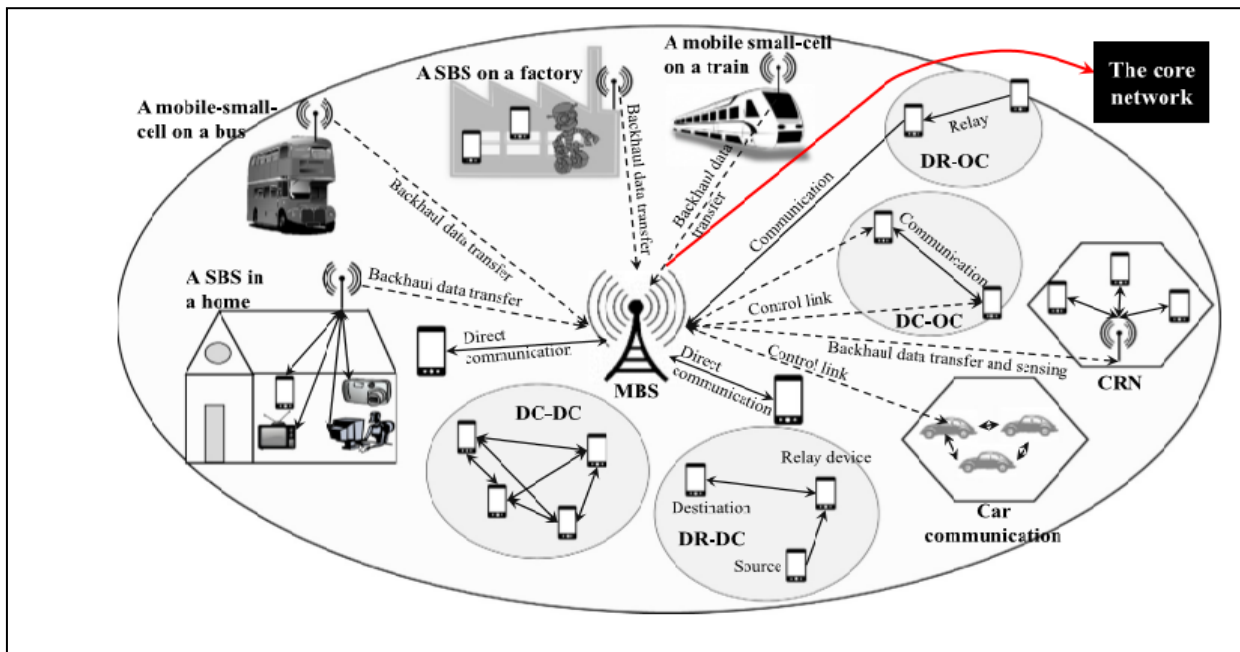 A mobile small-cell
on a train
The core
network
A SBS on a factory
A mobile-small-
cell on a bus
Relay
DR-OC
Backhaul data transfer
Backhaul data
transfer
Communication
Backhaul data transfer
Communication
A SBS in
a home
Backhaul data transfer
Control link
DC-OC
Direct
communication
MBS
Direct
communication
Control link
Backhaul data transfer and sensing
CRN
DC-DC
Relay device
Destination
DR-DC
Source
Car
communication